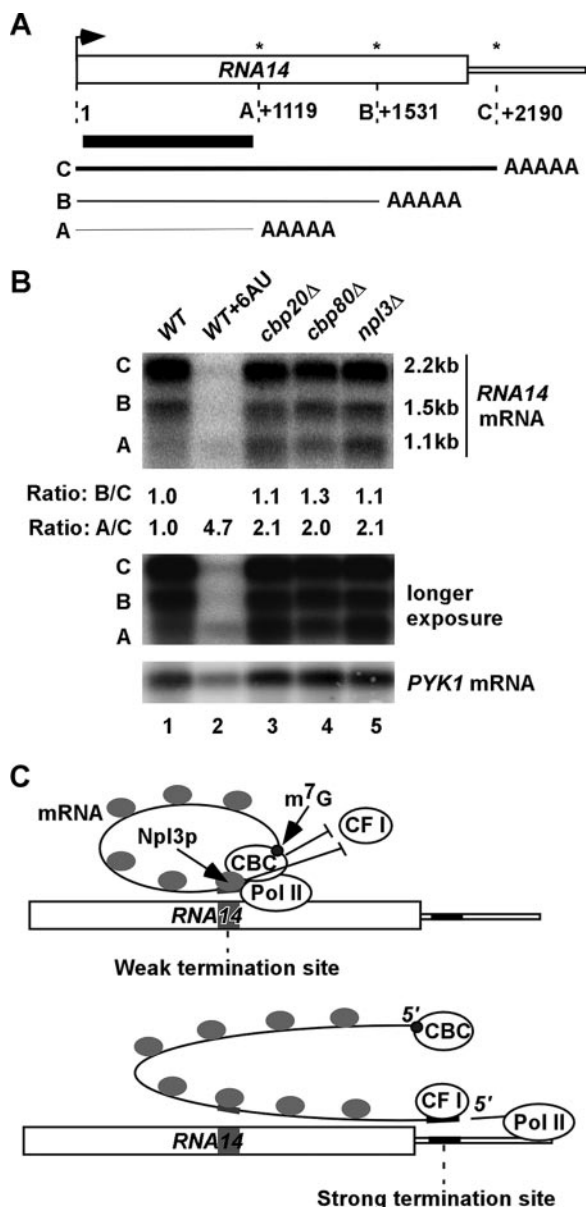 A
* * *
RNA14
1 A +1119 B +1531 C +2190
C AAAAA
B AAAAA
A AAAAA
B
WT WT+6AU cbp20Δ cbp80Δ npl3Δ
C 2.2kb
B 1.5kb
A 1.1kb
RNA14
mRNA
Ratio: B/C 1.0 1.1 1.3 1.1
Ratio: A/C 1.0 4.7 2.1 2.0 2.1
C
B
A
longer
exposure
PYK1 mRNA
1 2 3 4 5
C
m7G
mRNA
CF I
Npl3p
CBC
Pol II
RNA14
Weak termination site
5'
CBC
CF I 5'
Pol II
RNA14
Strong termination site